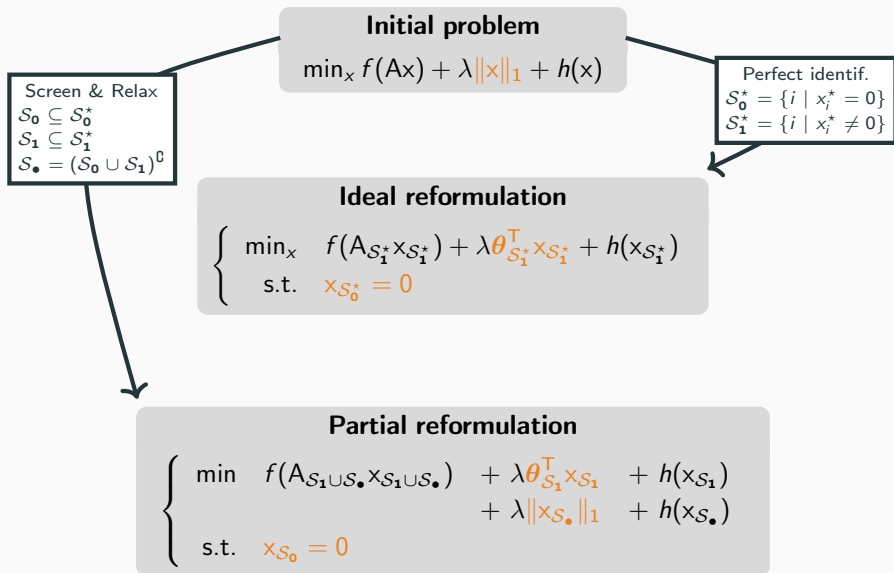 Initial problem
min_x f(Ax) + λ‖x‖_1 + h(x)
Screen & Relax
𝒮_0 ⊆ 𝒮_0^⋆
𝒮_1 ⊆ 𝒮_1^⋆
𝒮_• = (𝒮_0 ∪ 𝒮_1)^∁
Perfect identif.
𝒮_0^⋆ = {i | x_i^⋆ = 0}
𝒮_1^⋆ = {i | x_i^⋆ ≠ 0}
Ideal reformulation
min_x f(A_{𝒮_1^⋆} x_{𝒮_1^⋆}) + λθ_{𝒮_1^⋆}^T x_{𝒮_1^⋆} + h(x_{𝒮_1^⋆})
s.t. x_{𝒮_0^⋆} = 0
Partial reformulation
min f(A_{𝒮_1∪𝒮_•} x_{𝒮_1∪𝒮_•}) + λθ_{𝒮_1}^T x_{𝒮_1} + h(x_{𝒮_1})
+ λ‖x_{𝒮_•}‖_1 + h(x_{𝒮_•})
s.t. x_{𝒮_0} = 0